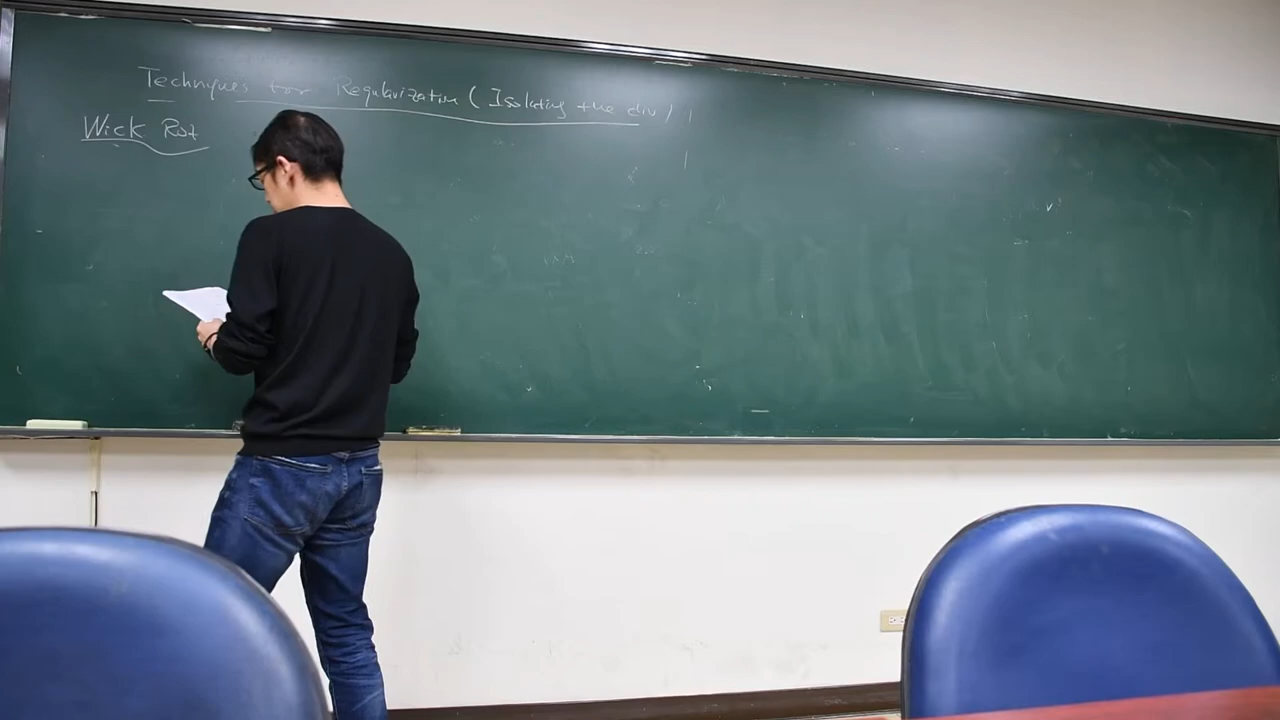 Techniques for Regularization (Isolating the div)
Wick Rot